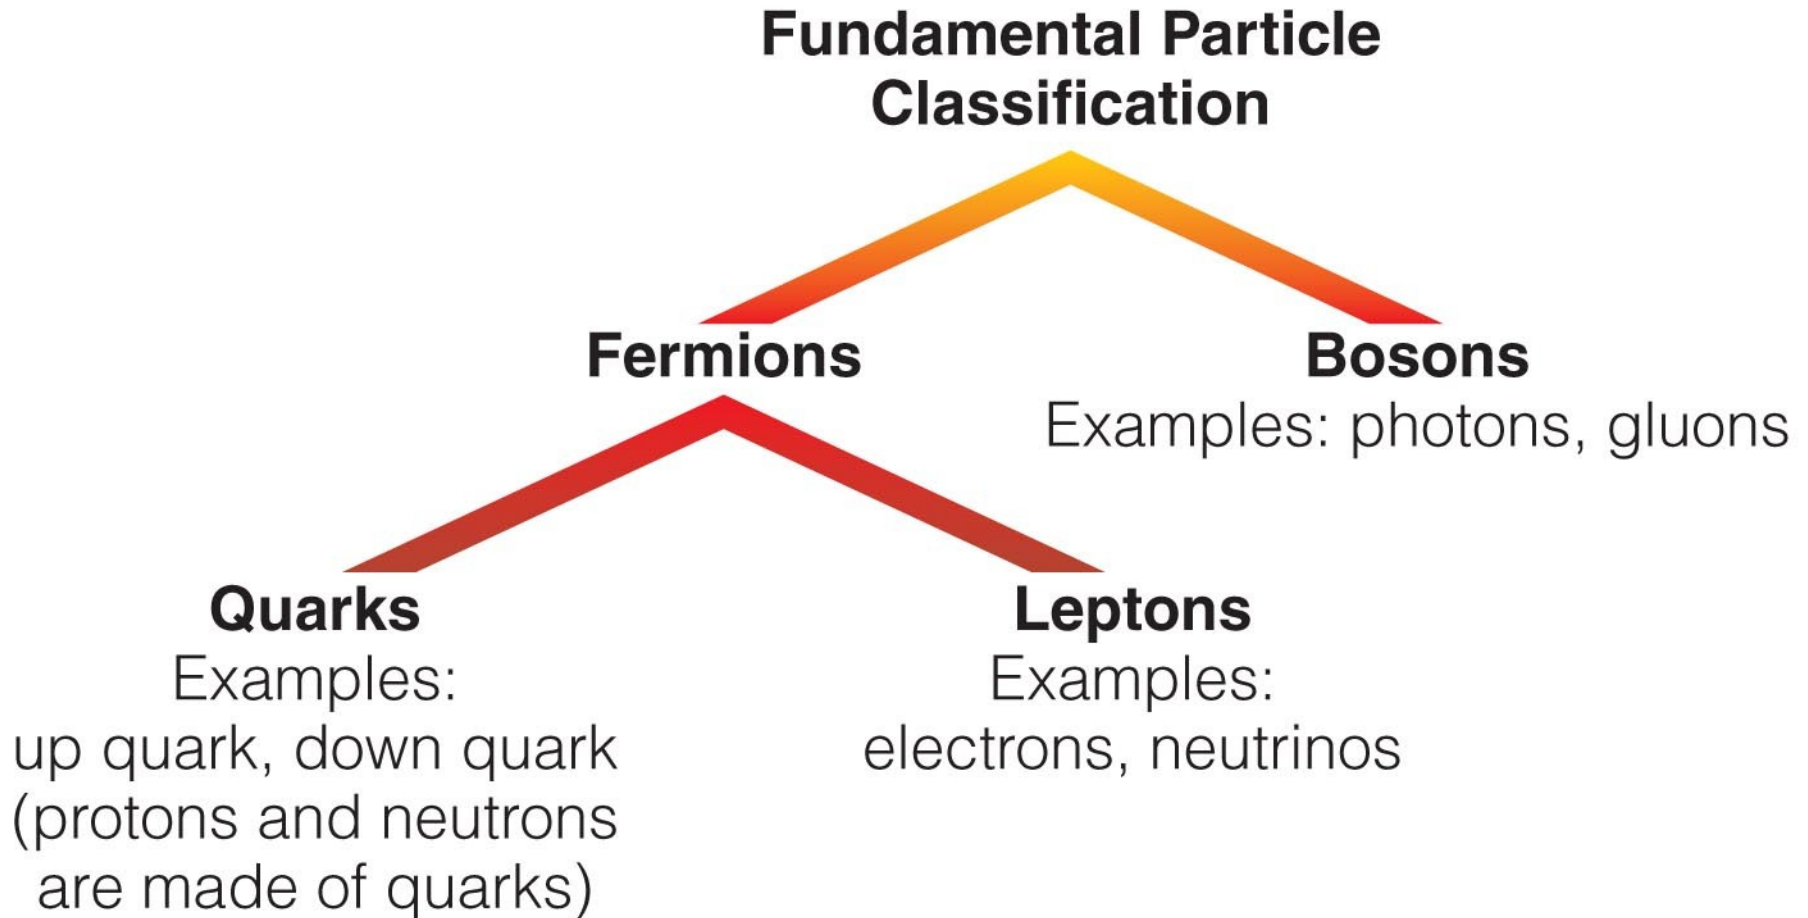 Fundamental Particle
Classification
Fermions
Bosons
Examples: photons, gluons
Quarks
Examples:
up quark, down quark
(protons and neutrons
are made of quarks)
Leptons
Examples:
electrons, neutrinos